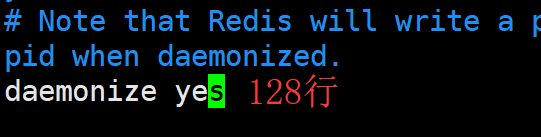 # Note that Redis will write a
pid when daemonized.
daemonize yes 128行